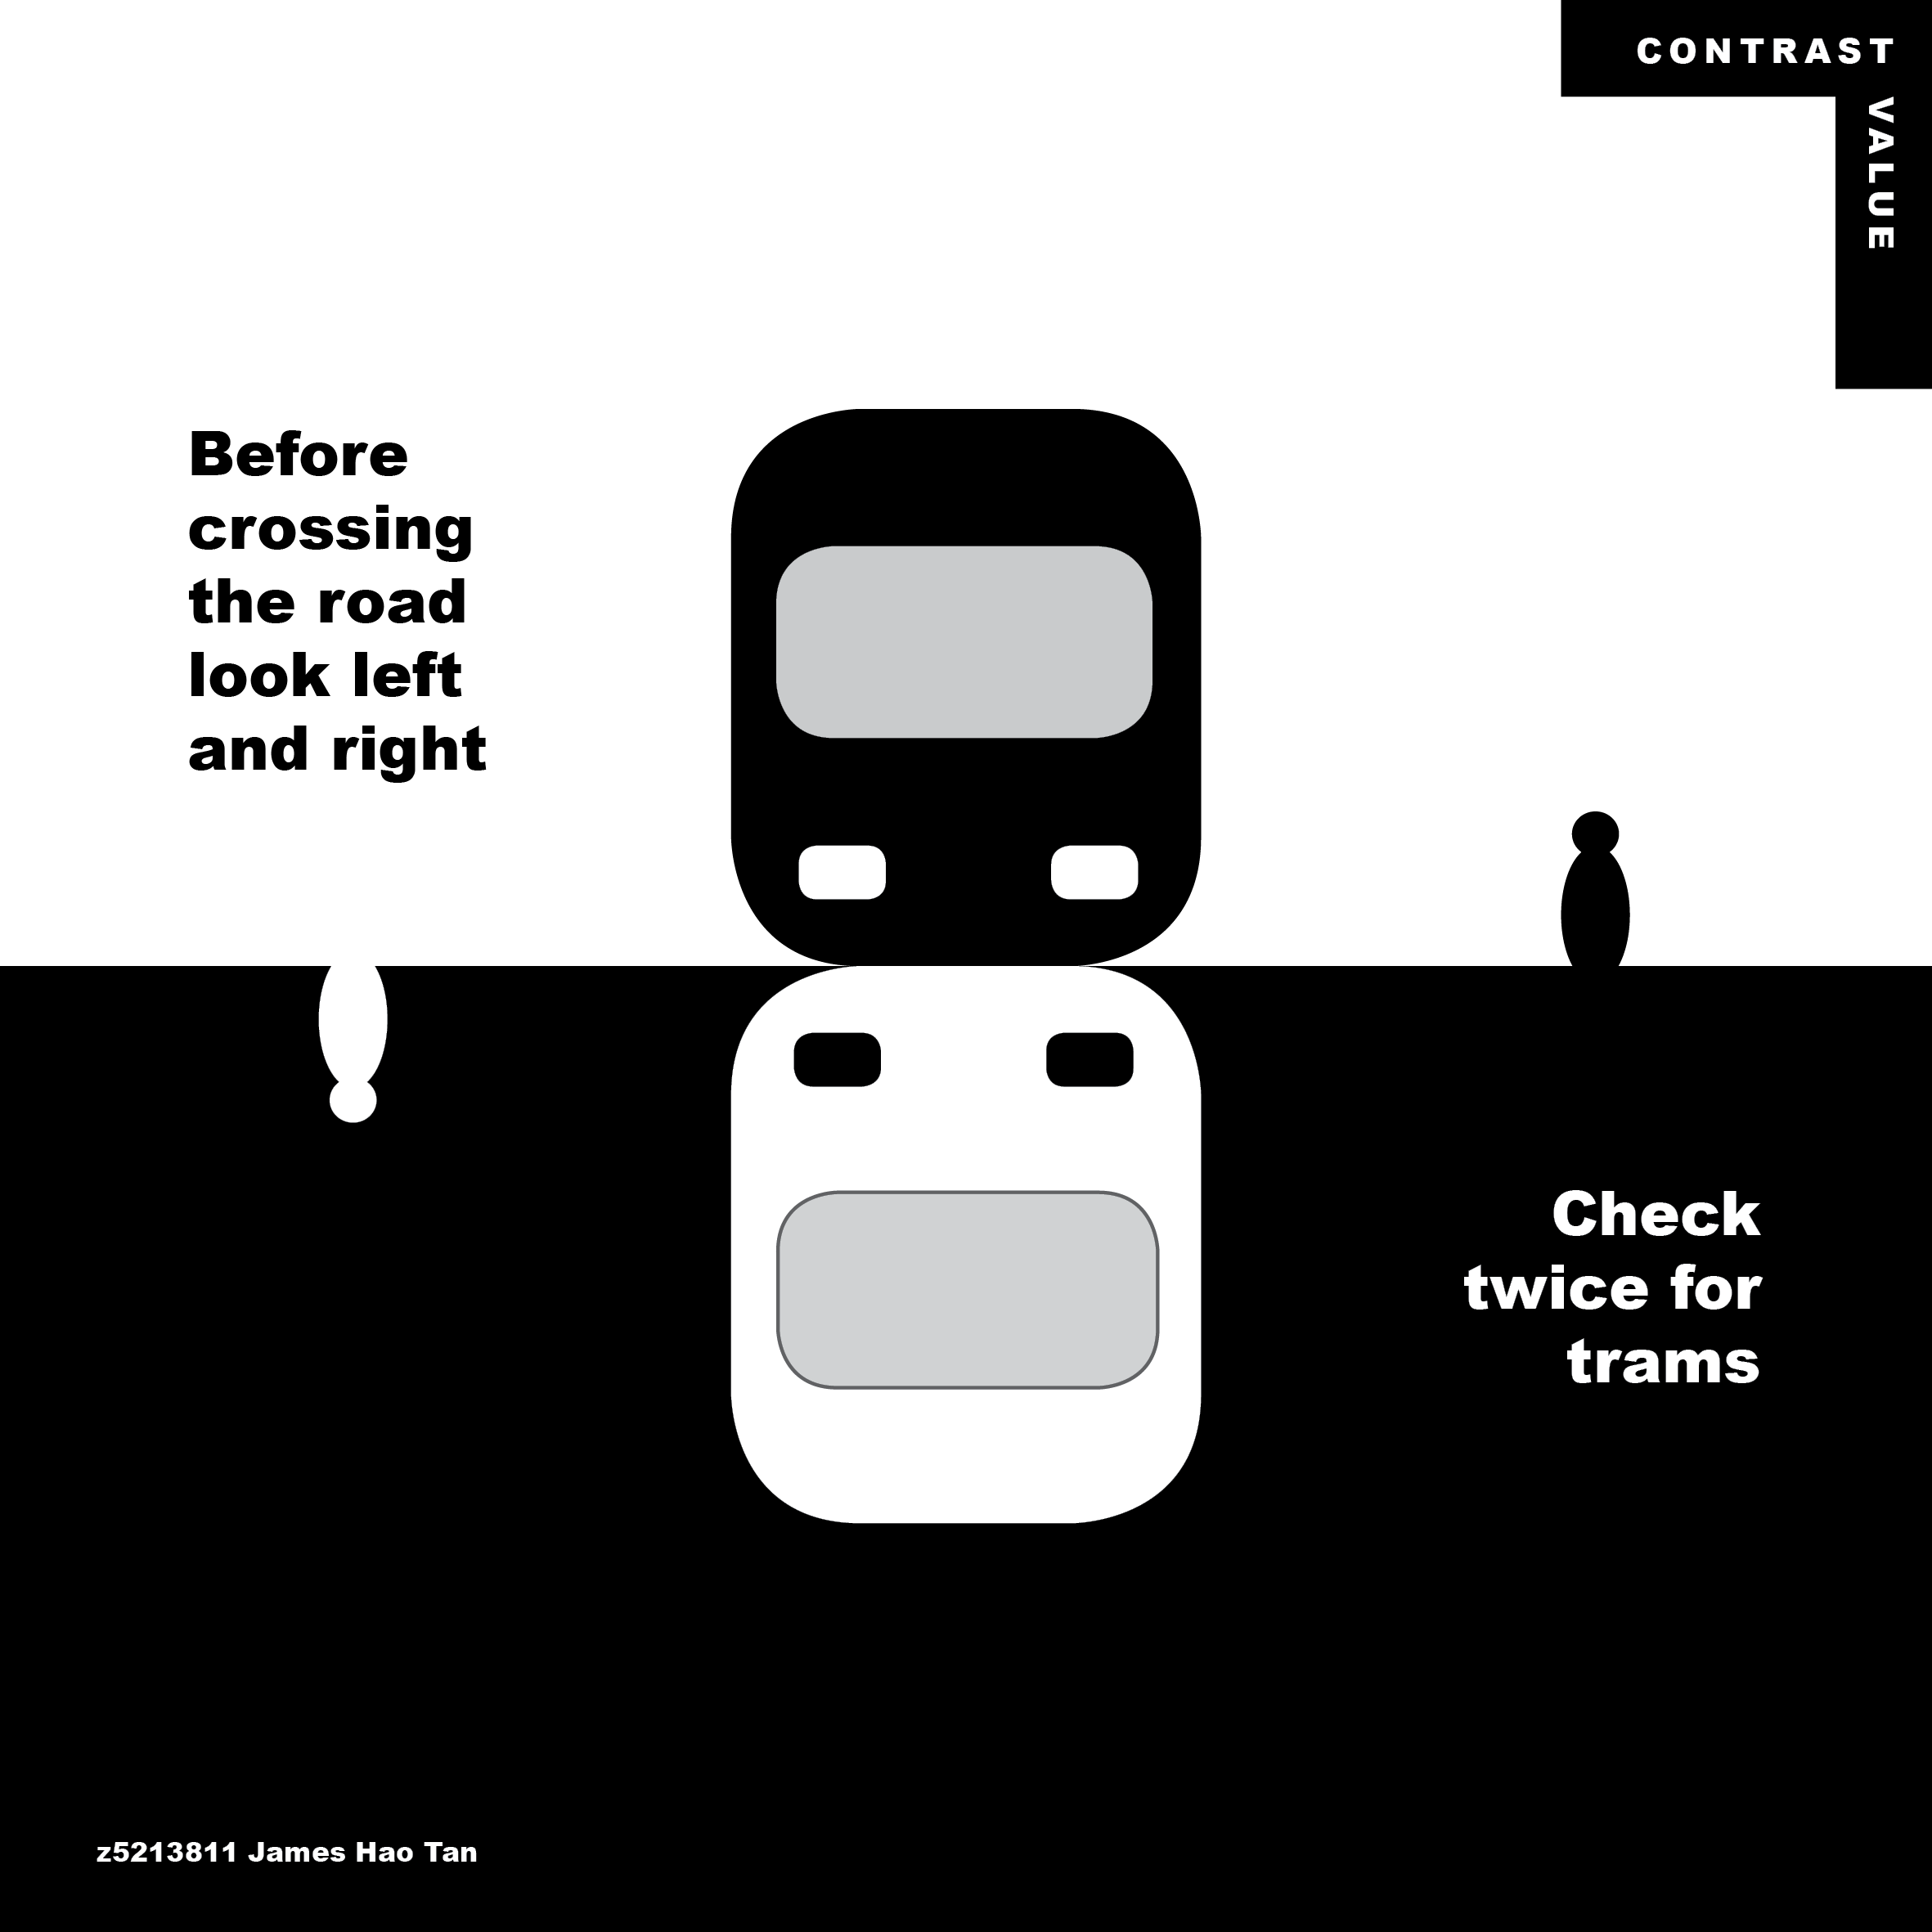 CONTRAST
VALUE
Before
crossing
the road
look left
and right
Check
twice for
trams
z5213811 James Hao Tan